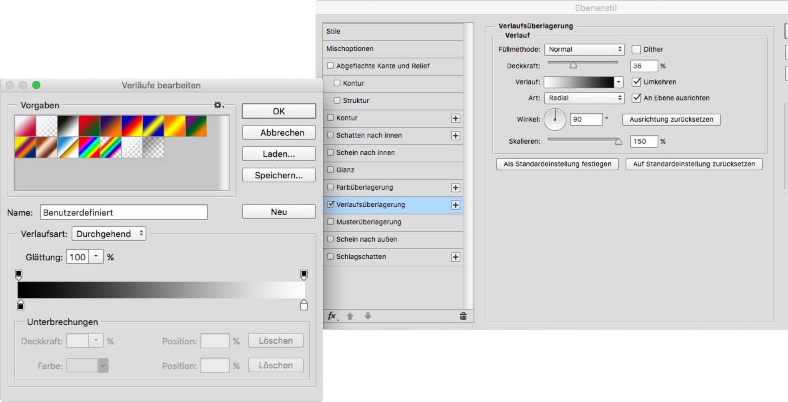 Ebenenstil
Stile
Mischoptionen
Abgeflachte Kante und Relief
Kontur
Struktur
Kontur
Schatten nach innen
Schein nach innen
Glanz
Farbüberlagerung
Verlaufsüberlagerung
Musterüberlagerung
Schein nach außen
Schlagschatten
fx
Verlaufsüberlagerung
Verlauf
Füllmethode: Normal Dither
Deckkraft: 36 %
Verlauf: Umkehren
Art: Radial An Ebene ausrichten
Winkel: 90 ° Ausrichtung zurücksetzen
Skalieren: 150 %
Als Standardeinstellung festlegen Auf Standardeinstellung zurücksetzen
Verläufe bearbeiten
Vorgaben
OK
Abbrechen
Laden...
Speichern...
Name: Benutzerdefiniert Neu
Verlaufsart: Durchgehend
Glättung: 100 %
Unterbrechungen
Deckkraft: % Position: % Löschen
Farbe: Position: % Löschen